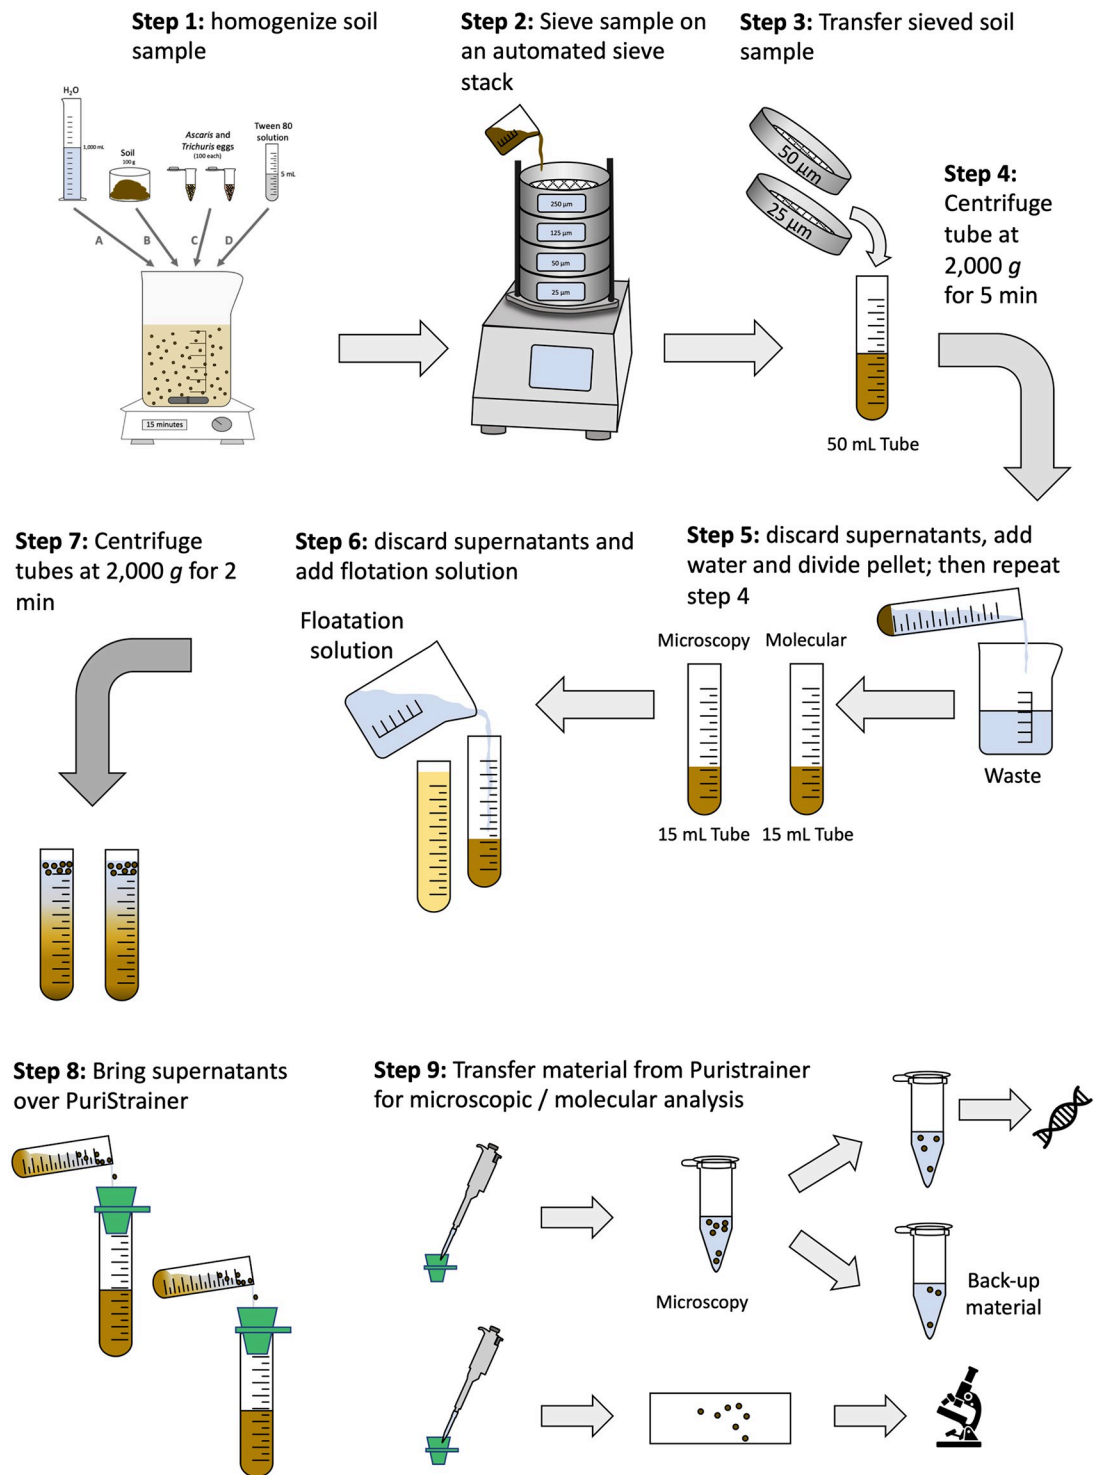 Step 1: homogenize soil
sample
H₂O
1,000 mL
Soil
100 g
Ascaris and
Trichuris eggs
(100 each)
Tween 80
solution
5 mL
A
B
C
D
15 minutes
Step 2: Sieve sample on
an automated sieve
stack
250 µm
125 µm
50 µm
25 µm
Step 3: Transfer sieved soil
sample
50 µm
25 µm
50 mL Tube
Step 4:
Centrifuge
tube at
2,000 g
for 5 min
Step 5: discard supernatants, add
water and divide pellet; then repeat
step 4
Microscopy
Molecular
15 mL Tube
15 mL Tube
Waste
Step 6: discard supernatants and
add flotation solution
Floatation
solution
Step 7: Centrifuge
tubes at 2,000 g for 2
min
Step 8: Bring supernatants
over PuriStrainer
Step 9: Transfer material from Puristrainer
for microscopic / molecular analysis
Microscopy
Back-up
material